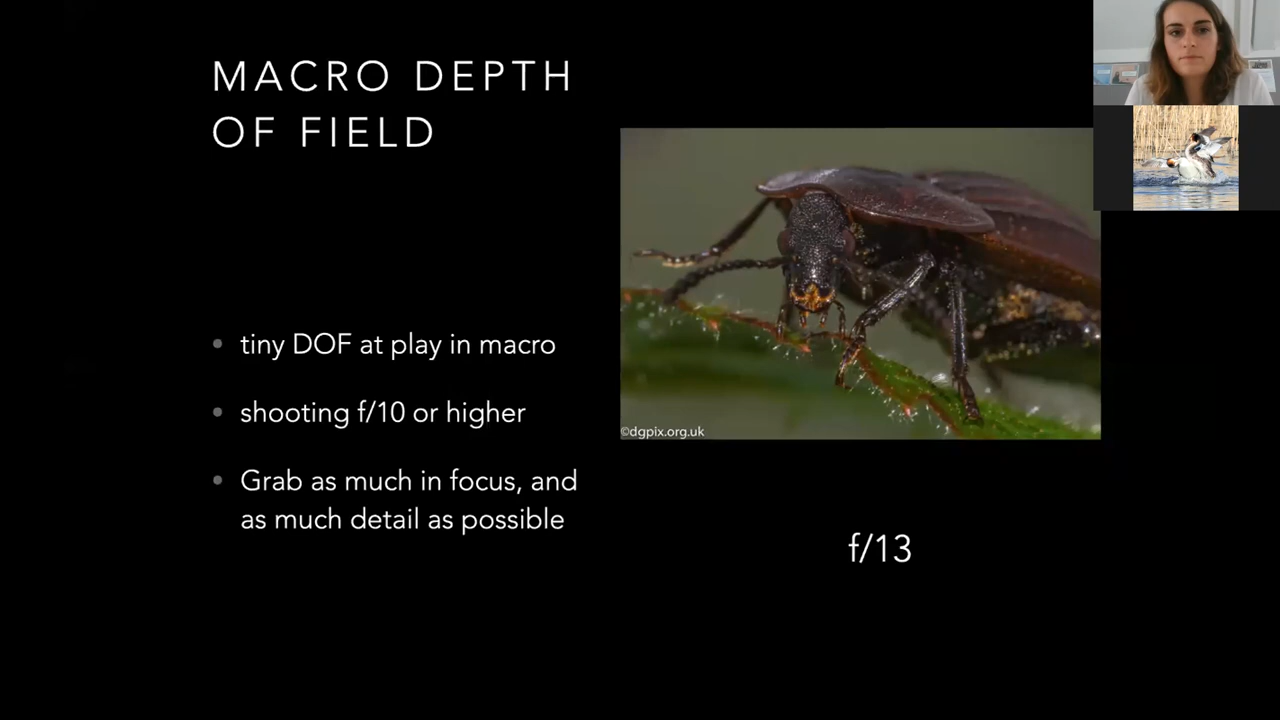 MACRO DEPTH
OF FIELD
tiny DOF at play in macro
shooting f/10 or higher
Grab as much in focus, and
as much detail as possible
©dgpix.org.uk
f/13